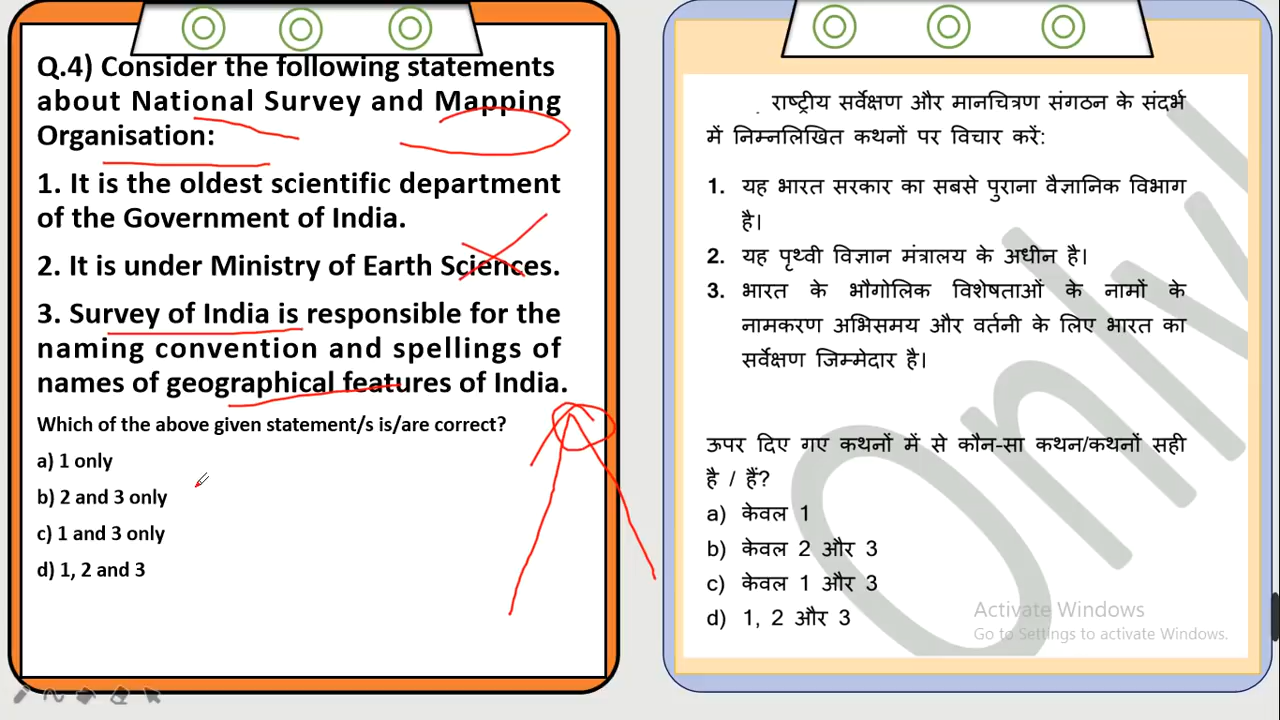 Q.4) Consider the following statements
about National Survey and Mapping
Organisation:
1. It is the oldest scientific department
of the Government of India.
2. It is under Ministry of Earth Sciences.
3. Survey of India is responsible for the
naming convention and spellings of
names of geographical features of India.
Which of the above given statement/s is/are correct?
a) 1 only
b) 2 and 3 only
c) 1 and 3 only
d) 1, 2 and 3
राष्ट्रीय सर्वेक्षण और मानचित्रण संगठन के संदर्भ
में निम्नलिखित कथनों पर विचार करें:
1. यह भारत सरकार का सबसे पुराना वैज्ञानिक विभाग
है।
2. यह पृथ्वी विज्ञान मंत्रालय के अधीन है।
3. भारत के भौगोलिक विशेषताओं के नामों के
नामकरण अभिसमय और वर्तनी के लिए भारत का
सर्वेक्षण जिम्मेदार है।
ऊपर दिए गए कथनों में से कौन-सा कथन/कथनों सही
है / हैं?
a) केवल 1
b) केवल 2 और 3
c) केवल 1 और 3
d) 1, 2 और 3
Activate Windows
Go to Settings to activate Windows.